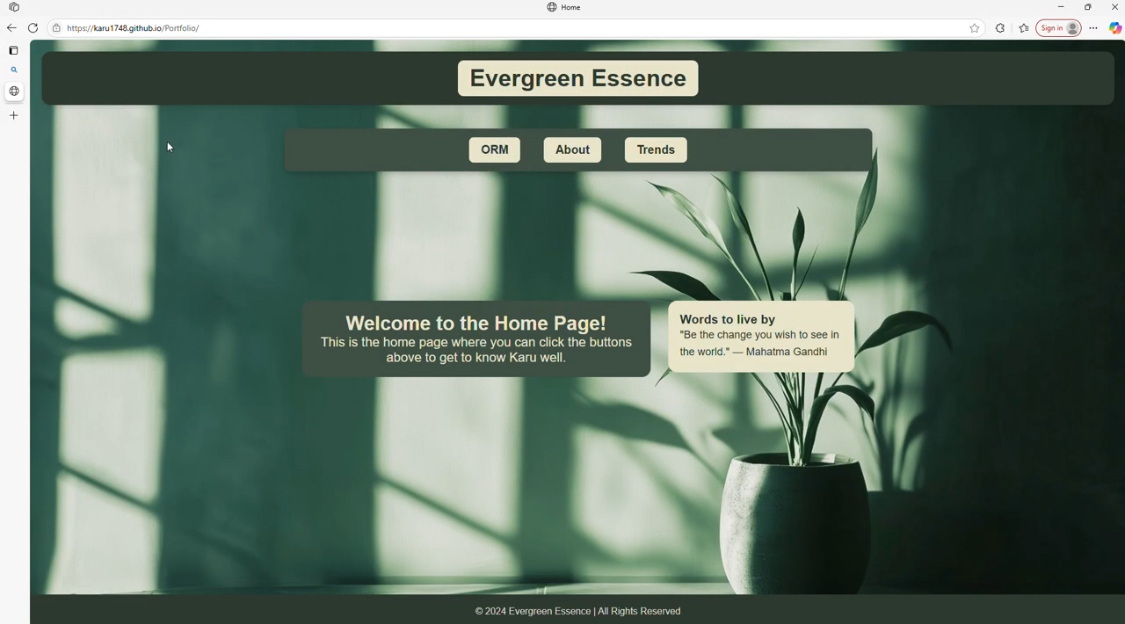 Home
https://karu1748.github.io/Portfolio/
Sign in
Evergreen Essence
ORM
About
Trends
Welcome to the Home Page!
This is the home page where you can click the buttons
above to get to know Karu well.
Words to live by
"Be the change you wish to see in
the world." — Mahatma Gandhi
© 2024 Evergreen Essence | All Rights Reserved